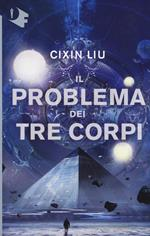 CIXIN LIU
IL
PROBLEMA
DEI
TRE CORPI